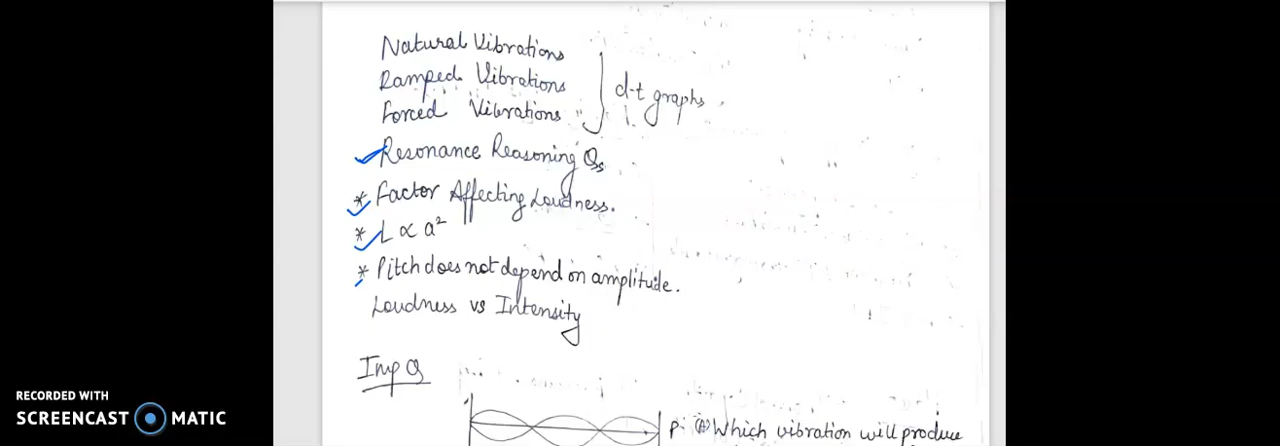 Natural Vibrations
Damped Vibrations
Forced Vibrations
d-t graphs
Resonance Reasoning Qs
* Factor Affecting Loudness.
* L ∝ a²
* Pitch does not depend on amplitude.
Loudness vs Intensity
Imp Q
P. (A) Which vibration will produce
RECORDED WITH
SCREENCAST MATIC